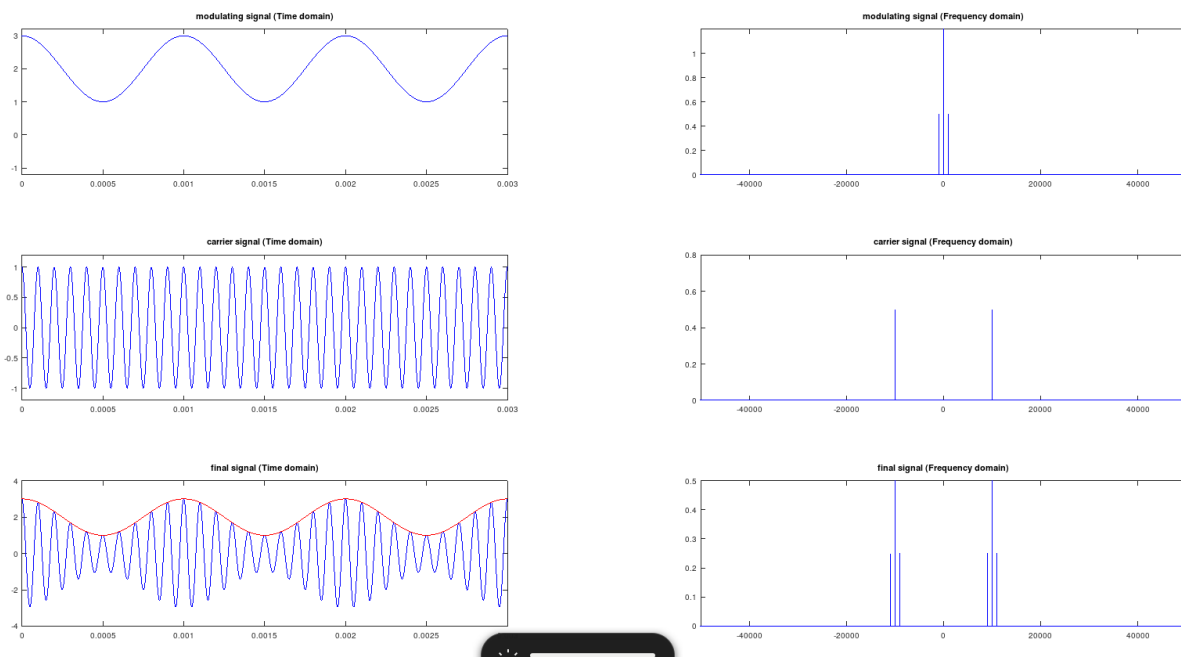 modulating signal (Time domain)
3
2
1
0
-1
0 0.0005 0.001 0.0015 0.002 0.0025 0.003
modulating signal (Frequency domain)
1
0.8
0.6
0.4
0.2
0
-40000 -20000 0 20000 40000
carrier signal (Time domain)
1
0.5
0
-0.5
-1
0 0.0005 0.001 0.0015 0.002 0.0025 0.003
carrier signal (Frequency domain)
0.8
0.6
0.4
0.2
0
-40000 -20000 0 20000 40000
final signal (Time domain)
4
2
0
-2
-4
0 0.0005 0.001 0.0015 0.002 0.0025
final signal (Frequency domain)
0.5
0.4
0.3
0.2
0.1
0
-40000 -20000 0 20000 40000